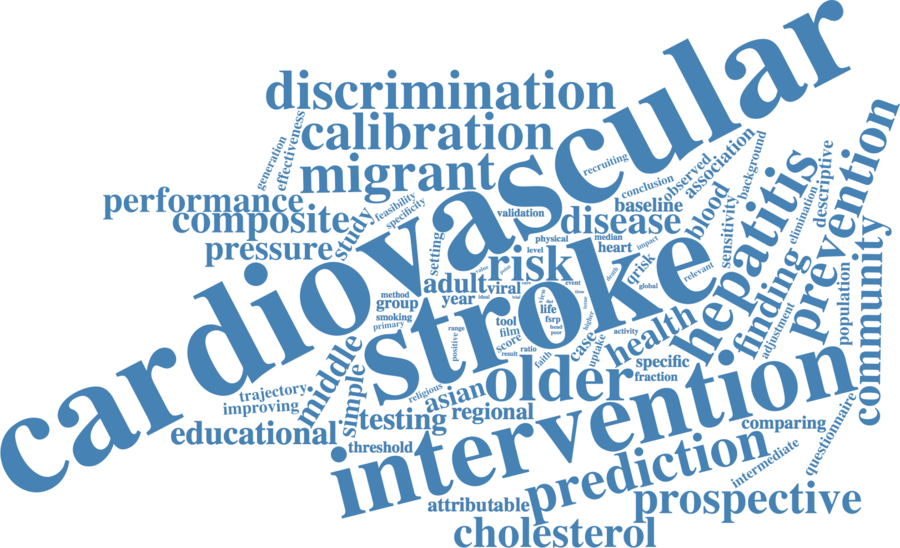 cardiovascular
stroke
intervention
discrimination
calibration
migrant
performance
composite
pressure
study
generation
effectiveness
feasibility
specificity
setting
validation
recruiting
conclusion
observed
association
background
baseline
disease
blood
sensitivity
hepatitis
elimination
descriptive
prevention
physical
level
median
heart
impact
risk
adult
viral
year
method
group
smoking
primary
qrisk
global
relevant
finding
adjustment
population
community
health
case
uptake
activity
higher
event
life
view
fsrp
head
poor
tool
film
score
result
ratio
faith
range
positive
value
ideal
death
specific
fraction
older
asian
religious
regional
testing
threshold
simple
middle
trajectory
improving
educational
comparing
questionnaire
intermediate
prediction
prospective
attributable
cholesterol